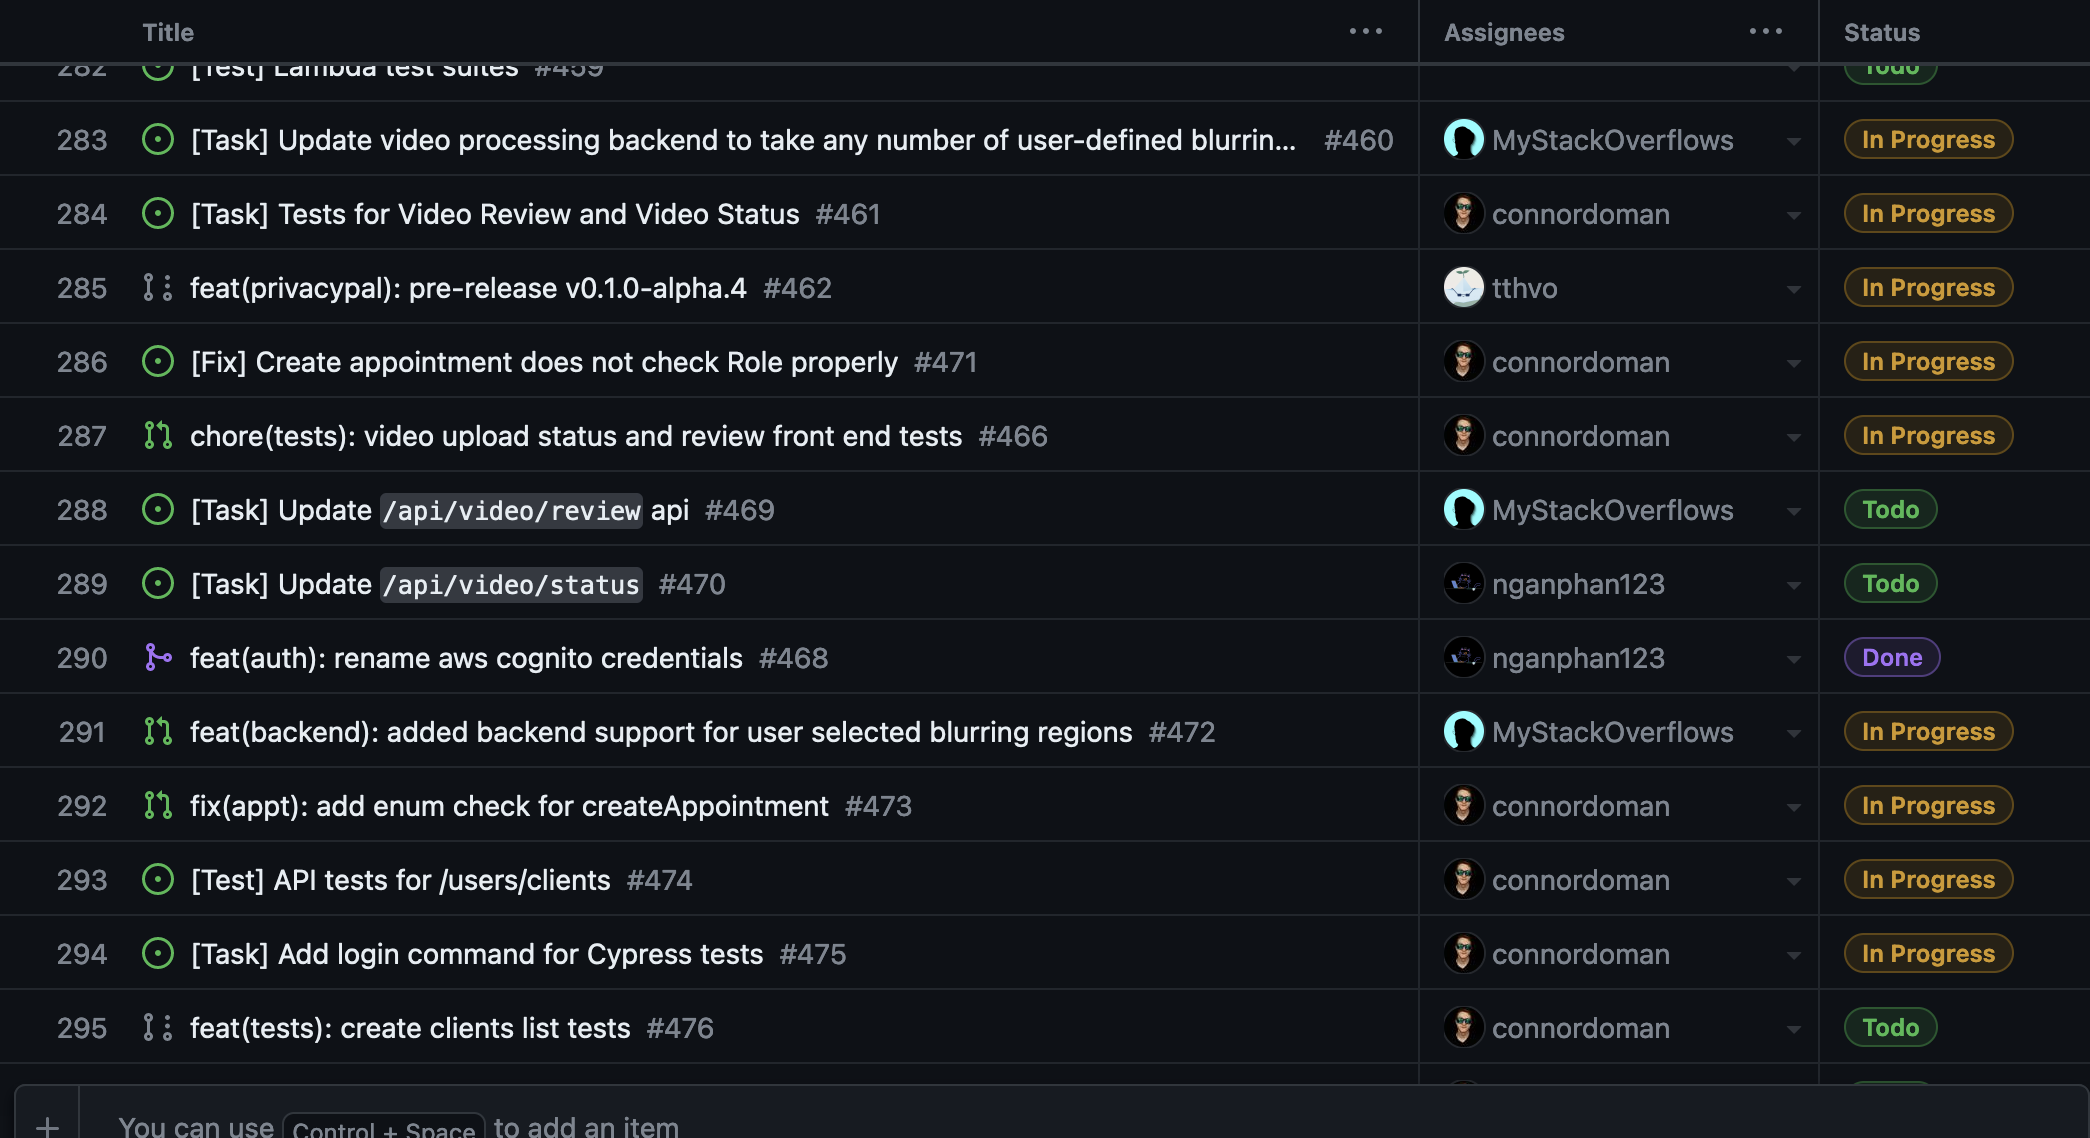 Title ... Assignees ... Status
282 [Test] Lambda test suites #459 Todo
283 [Task] Update video processing backend to take any number of user-defined blurrin... #460 MyStackOverflows In Progress
284 [Task] Tests for Video Review and Video Status #461 connordoman In Progress
285 feat(privacypal): pre-release v0.1.0-alpha.4 #462 tthvo In Progress
286 [Fix] Create appointment does not check Role properly #471 connordoman In Progress
287 chore(tests): video upload status and review front end tests #466 connordoman In Progress
288 [Task] Update /api/video/review api #469 MyStackOverflows Todo
289 [Task] Update /api/video/status #470 nganphan123 Todo
290 feat(auth): rename aws cognito credentials #468 nganphan123 Done
291 feat(backend): added backend support for user selected blurring regions #472 MyStackOverflows In Progress
292 fix(appt): add enum check for createAppointment #473 connordoman In Progress
293 [Test] API tests for /users/clients #474 connordoman In Progress
294 [Task] Add login command for Cypress tests #475 connordoman In Progress
295 feat(tests): create clients list tests #476 connordoman Todo
+ You can use Control + Space to add an item